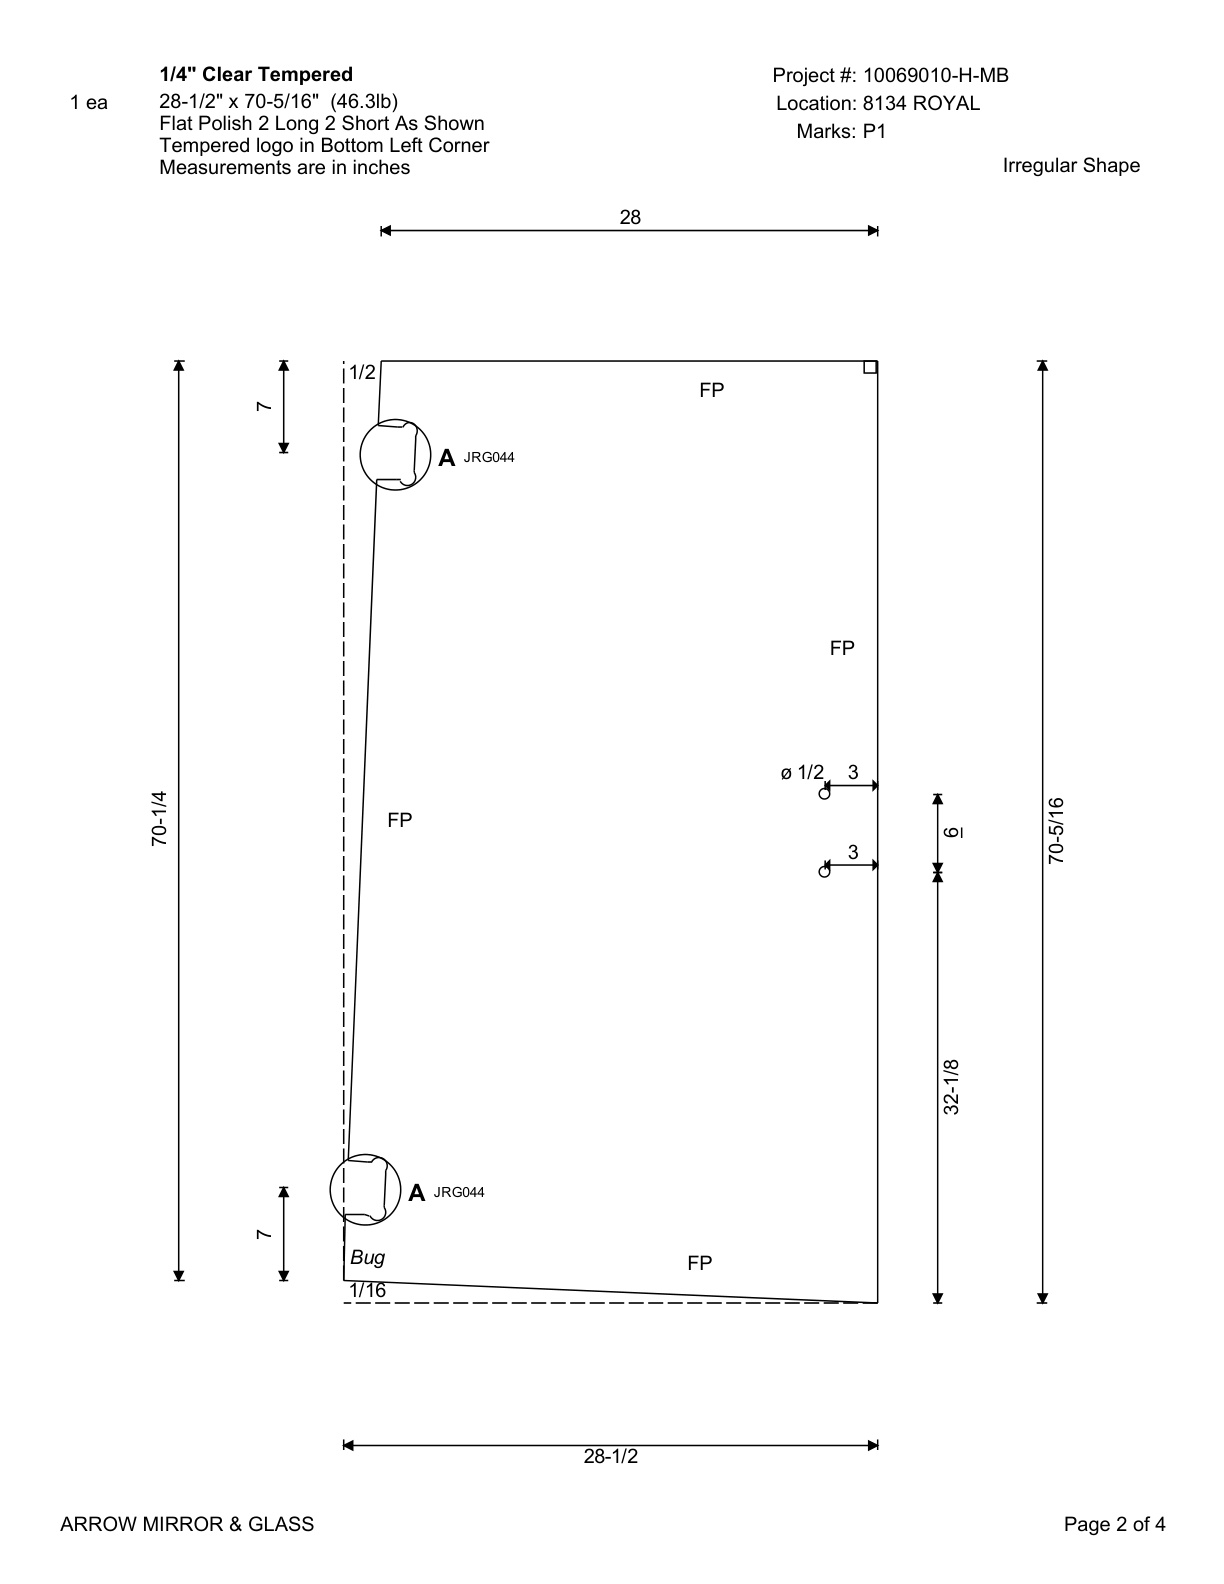 1/4" Clear Tempered
1 ea
28-1/2" x 70-5/16" (46.3lb)
Flat Polish 2 Long 2 Short As Shown
Tempered logo in Bottom Left Corner
Measurements are in inches
Project #: 10069010-H-MB
Location: 8134 ROYAL
Marks: P1
Irregular Shape
28
1/2
FP
7
A JRG044
FP
ø 1/2
3
70-1/4
FP
6
70-5/16
3
32-1/8
A JRG044
7
Bug
FP
1/16
28-1/2
ARROW MIRROR & GLASS
Page 2 of 4